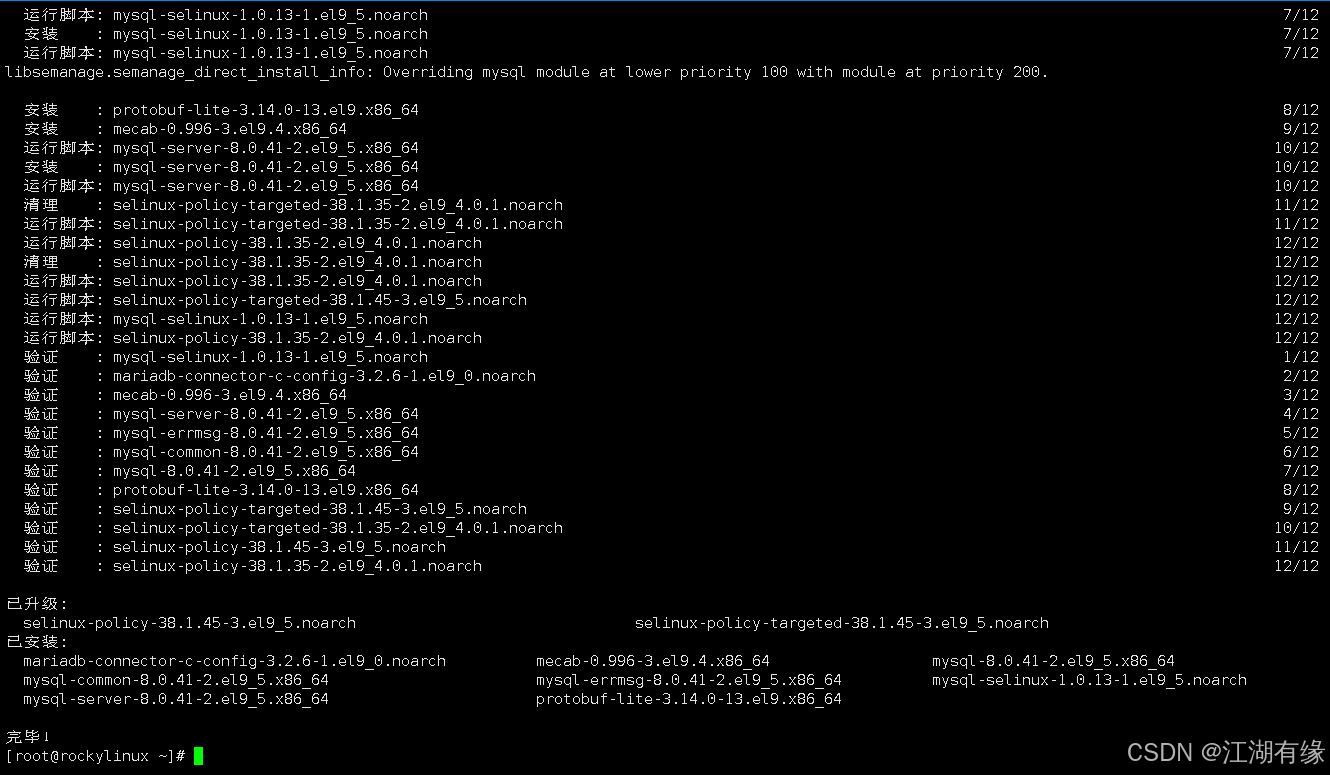 运行脚本: mysql-selinux-1.0.13-1.el9_5.noarch 7/12
安装 : mysql-selinux-1.0.13-1.el9_5.noarch 7/12
运行脚本: mysql-selinux-1.0.13-1.el9_5.noarch 7/12
libsemanage.semanage_direct_install_info: Overriding mysql module at lower priority 100 with module at priority 200.
安装 : protobuf-lite-3.14.0-13.el9.x86_64 8/12
安装 : mecab-0.996-3.el9.4.x86_64 9/12
运行脚本: mysql-server-8.0.41-2.el9_5.x86_64 10/12
安装 : mysql-server-8.0.41-2.el9_5.x86_64 10/12
运行脚本: mysql-server-8.0.41-2.el9_5.x86_64 10/12
清理 : selinux-policy-targeted-38.1.35-2.el9_4.0.1.noarch 11/12
运行脚本: selinux-policy-targeted-38.1.35-2.el9_4.0.1.noarch 11/12
运行脚本: selinux-policy-38.1.35-2.el9_4.0.1.noarch 12/12
清理 : selinux-policy-38.1.35-2.el9_4.0.1.noarch 12/12
运行脚本: selinux-policy-38.1.35-2.el9_4.0.1.noarch 12/12
运行脚本: selinux-policy-targeted-38.1.45-3.el9_5.noarch 12/12
运行脚本: mysql-selinux-1.0.13-1.el9_5.noarch 12/12
运行脚本: selinux-policy-38.1.35-2.el9_4.0.1.noarch 12/12
验证 : mysql-selinux-1.0.13-1.el9_5.noarch 1/12
验证 : mariadb-connector-c-config-3.2.6-1.el9_0.noarch 2/12
验证 : mecab-0.996-3.el9.4.x86_64 3/12
验证 : mysql-server-8.0.41-2.el9_5.x86_64 4/12
验证 : mysql-errmsg-8.0.41-2.el9_5.x86_64 5/12
验证 : mysql-common-8.0.41-2.el9_5.x86_64 6/12
验证 : mysql-8.0.41-2.el9_5.x86_64 7/12
验证 : protobuf-lite-3.14.0-13.el9.x86_64 8/12
验证 : selinux-policy-targeted-38.1.45-3.el9_5.noarch 9/12
验证 : selinux-policy-targeted-38.1.35-2.el9_4.0.1.noarch 10/12
验证 : selinux-policy-38.1.45-3.el9_5.noarch 11/12
验证 : selinux-policy-38.1.35-2.el9_4.0.1.noarch 12/12
已升级:
selinux-policy-38.1.45-3.el9_5.noarch selinux-policy-targeted-38.1.45-3.el9_5.noarch
已安装:
mariadb-connector-c-config-3.2.6-1.el9_0.noarch mecab-0.996-3.el9.4.x86_64 mysql-8.0.41-2.el9_5.x86_64
mysql-common-8.0.41-2.el9_5.x86_64 mysql-errmsg-8.0.41-2.el9_5.x86_64 mysql-selinux-1.0.13-1.el9_5.noarch
mysql-server-8.0.41-2.el9_5.x86_64 protobuf-lite-3.14.0-13.el9.x86_64
完毕！
[root@rockylinux ~]#
CSDN @江湖有缘